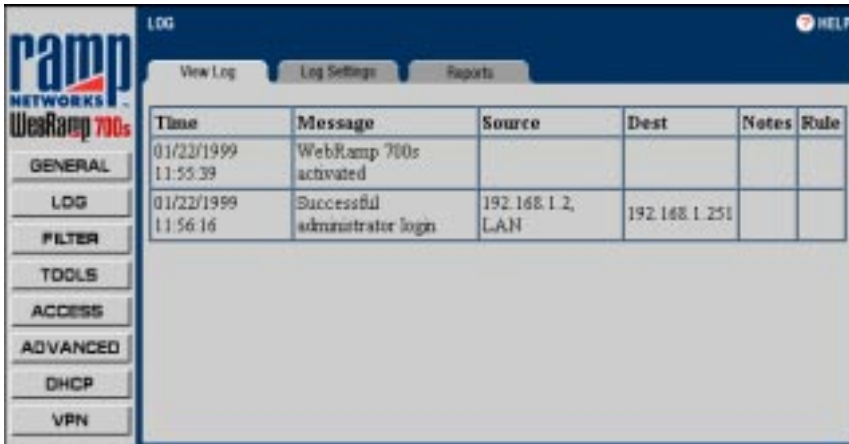 LOG
HELP
ramp
NETWORKS ™
WebRamp 700s
View Log
Log Settings
Reports
GENERAL
LOG
FILTER
TOOLS
ACCESS
ADVANCED
DHCP
VPN
Time Message Source Dest Notes Rule
01/22/1999 11:55:39 WebRamp 700s activated
01/22/1999 11:56:16 Successful administrator login 192.168.1.2, LAN 192.168.1.251